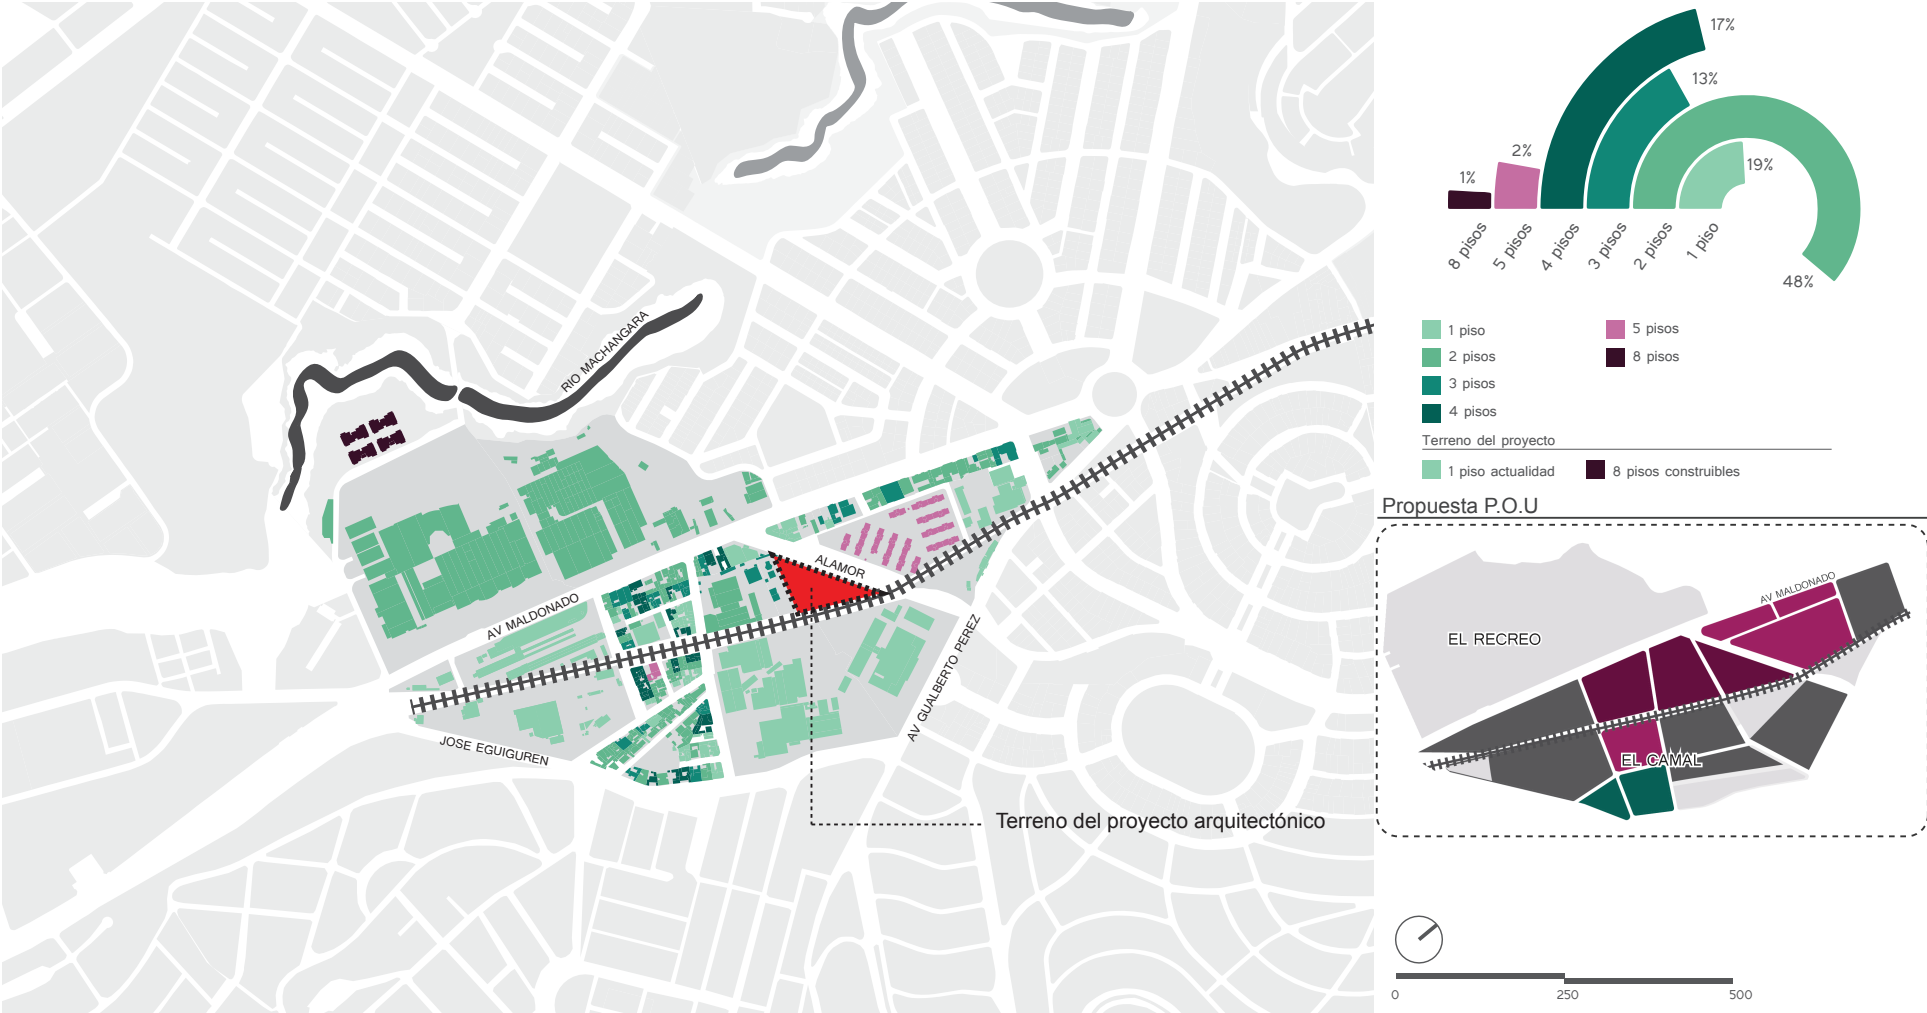 RIO MACHANGARA
AV MALDONADO
ALAMOR
AV GUALBERTO PEREZ
JOSE EGUIGUREN
Terreno del proyecto arquitectónico
17%
13%
2%
19%
1%
48%
8 pisos
5 pisos
4 pisos
3 pisos
2 pisos
1 piso
1 piso
2 pisos
3 pisos
4 pisos
5 pisos
8 pisos
Terreno del proyecto
1 piso actualidad
8 pisos construibles
Propuesta P.O.U
AV MALDONADO
EL RECREO
EL CAMAL
0
250
500